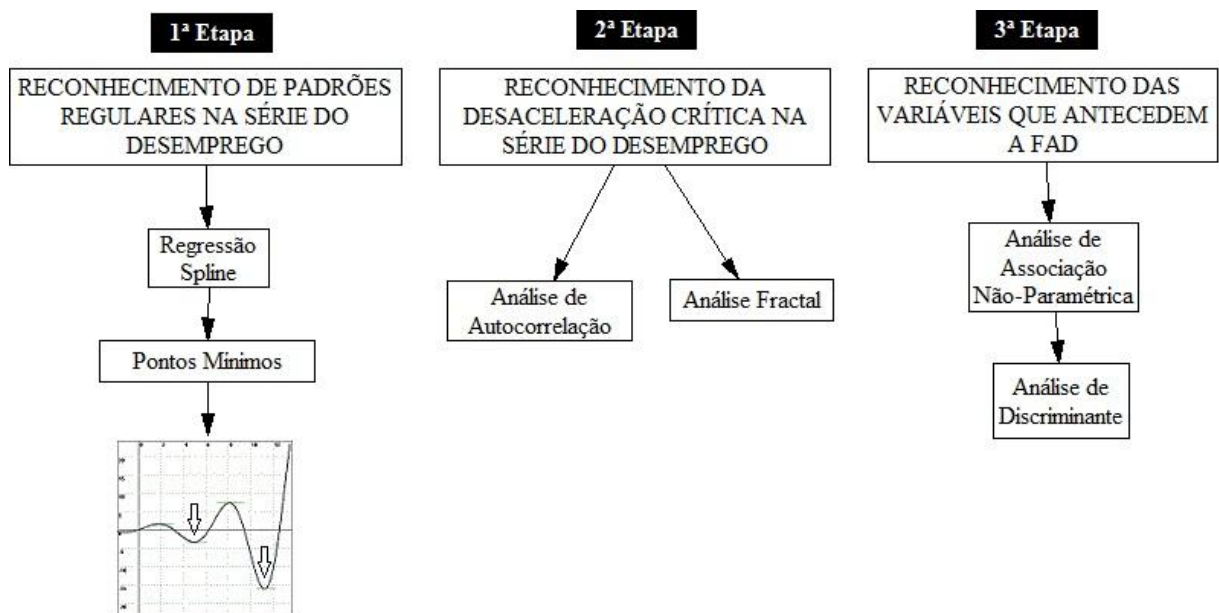 1ª Etapa
RECONHECIMENTO DE PADRÕES
REGULARES NA SÉRIE DO
DESEMPREGO
Regressão
Spline
Pontos Mínimos
2ª Etapa
RECONHECIMENTO DA
DESACELERAÇÃO CRÍTICA NA
SÉRIE DO DESEMPREGO
Análise de
Autocorrelação
Análise Fractal
3ª Etapa
RECONHECIMENTO DAS
VARIÁVEIS QUE ANTECEDEM
A FAD
Análise de
Associação
Não-Paramétrica
Análise de
Discriminante